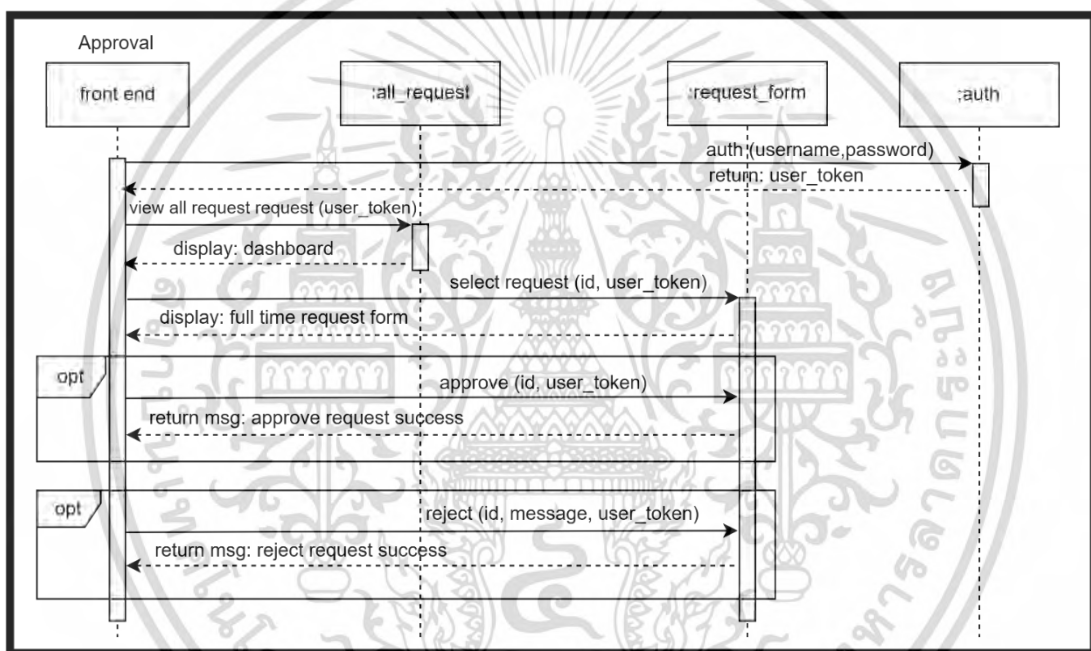 Approval
front end
:all_request
:request_form
:auth
auth (username,password)
return: user_token
view all request request (user_token)
display: dashboard
select request (id, user_token)
display: full time request form
opt
approve (id, user_token)
return msg: approve request success
opt
reject (id, message, user_token)
return msg: reject request success